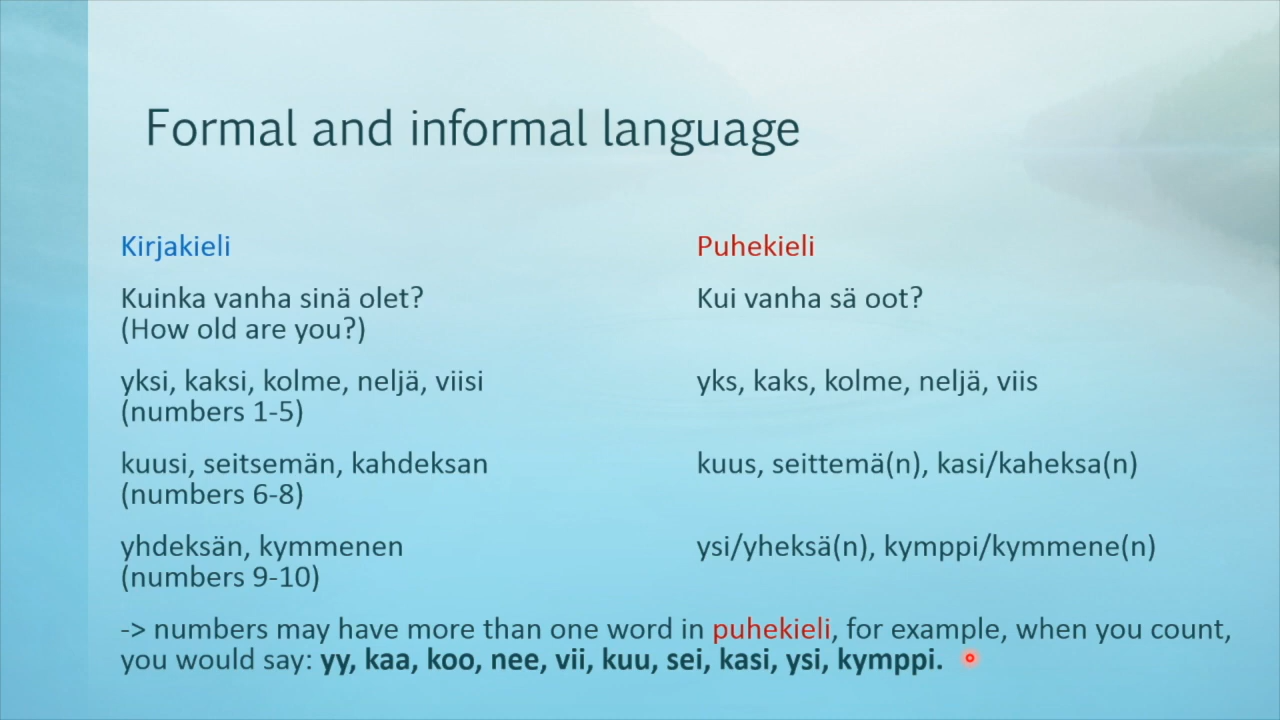 Formal and informal language
Kirjakieli
Puhekieli
Kuinka vanha sinä olet?
(How old are you?)
Kui vanha sä oot?
yksi, kaksi, kolme, neljä, viisi
(numbers 1-5)
yks, kaks, kolme, neljä, viis
kuusi, seitsemän, kahdeksan
(numbers 6-8)
kuus, seittemä(n), kasi/kaheksa(n)
yhdeksän, kymmenen
(numbers 9-10)
ysi/yheksä(n), kymppi/kymmene(n)
-> numbers may have more than one word in puhekieli, for example, when you count,
you would say: yy, kaa, koo, nee, vii, kuu, sei, kasi, ysi, kymppi.